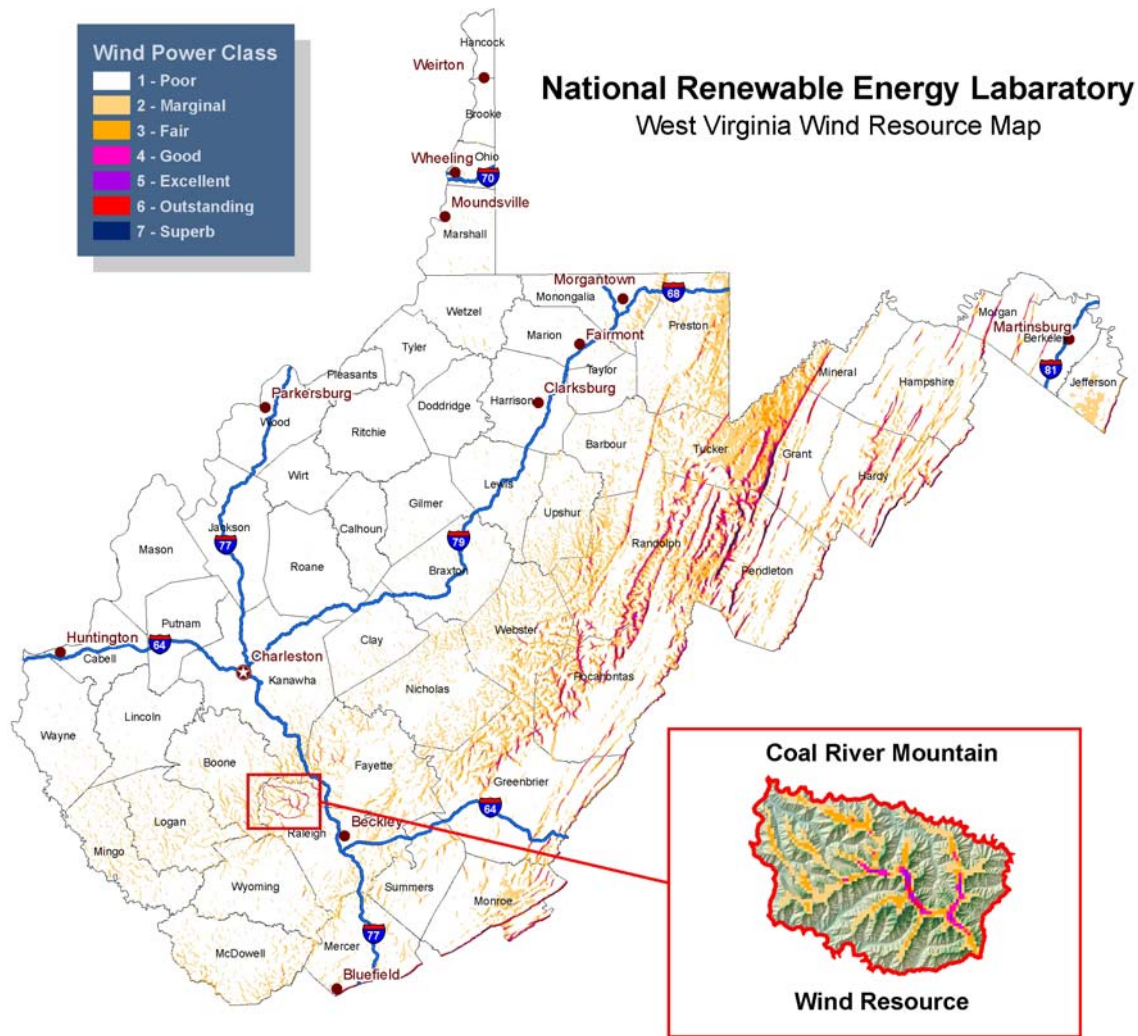 Wind Power Class
1 - Poor
2 - Marginal
3 - Fair
4 - Good
5 - Excellent
6 - Outstanding
7 - Superb
National Renewable Energy Labaratory
West Virginia Wind Resource Map
Hancock
Weirton
Brooke
Ohio
Wheeling
70
Moundsville
Marshall
Morgantown
Monongalia
68
Wetzel
Preston
Marion
Fairmont
Morgan
Martinsburg
Berkele
81
Jefferson
Tyler
Taylor
Mineral
Hampshire
Pleasants
Parkersburg
Wood
Doddridge
Harrison
Clarksburg
Ritchie
Barbour
Tucker
Grant
Hardy
Wirt
Lewis
Gilmer
Upshur
Calhoun
Jackson
77
79
Mason
Roane
Braxton
Randolph
Pendleton
Putnam
Huntington
64
Cabell
Clay
Webster
Charleston
Kanawha
Pocahontas
Nicholas
Lincoln
Wayne
Boone
Fayette
Greenbrier
64
Logan
Raleigh
Beckley
Mingo
Wyoming
Summers
Monroe
77
McDowell
Mercer
Bluefield
Coal River Mountain
Wind Resource